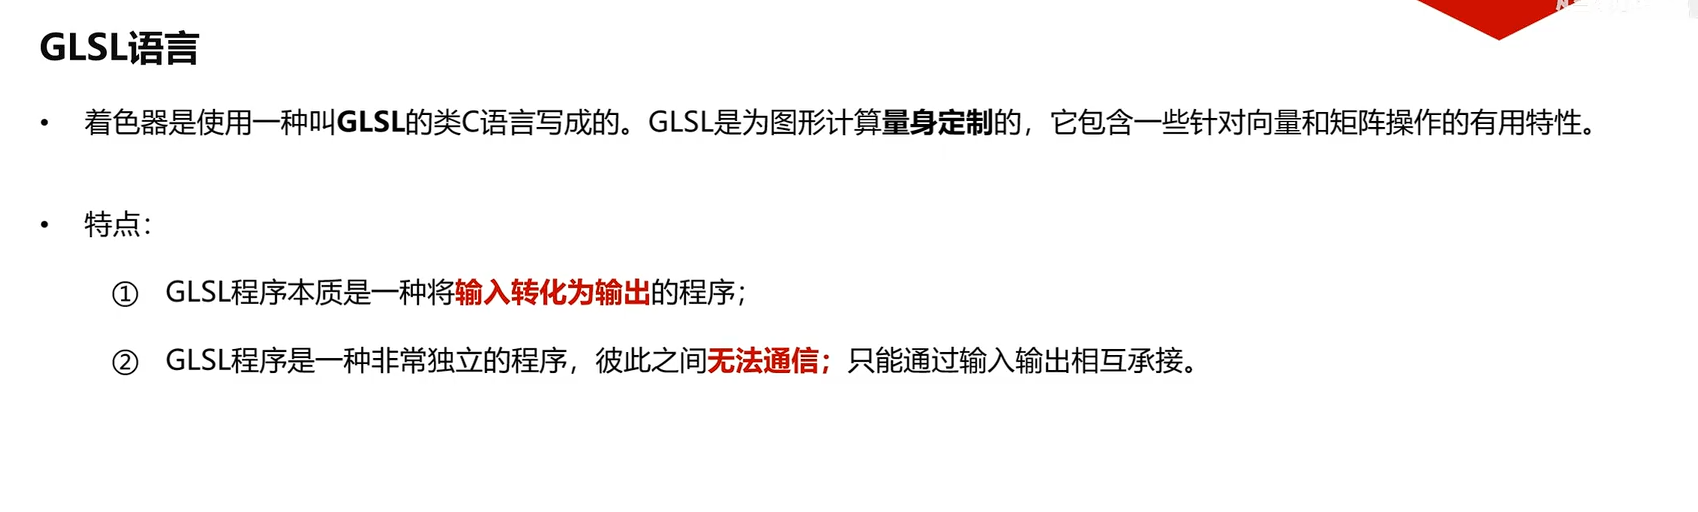 GLSL语言
• 着色器是使用一种叫GLSL的类C语言写成的。GLSL是为图形计算量身定制的，它包含一些针对向量和矩阵操作的有用特性。
• 特点：
① GLSL程序本质是一种将输入转化为输出的程序；
② GLSL程序是一种非常独立的程序，彼此之间无法通信；只能通过输入输出相互承接。